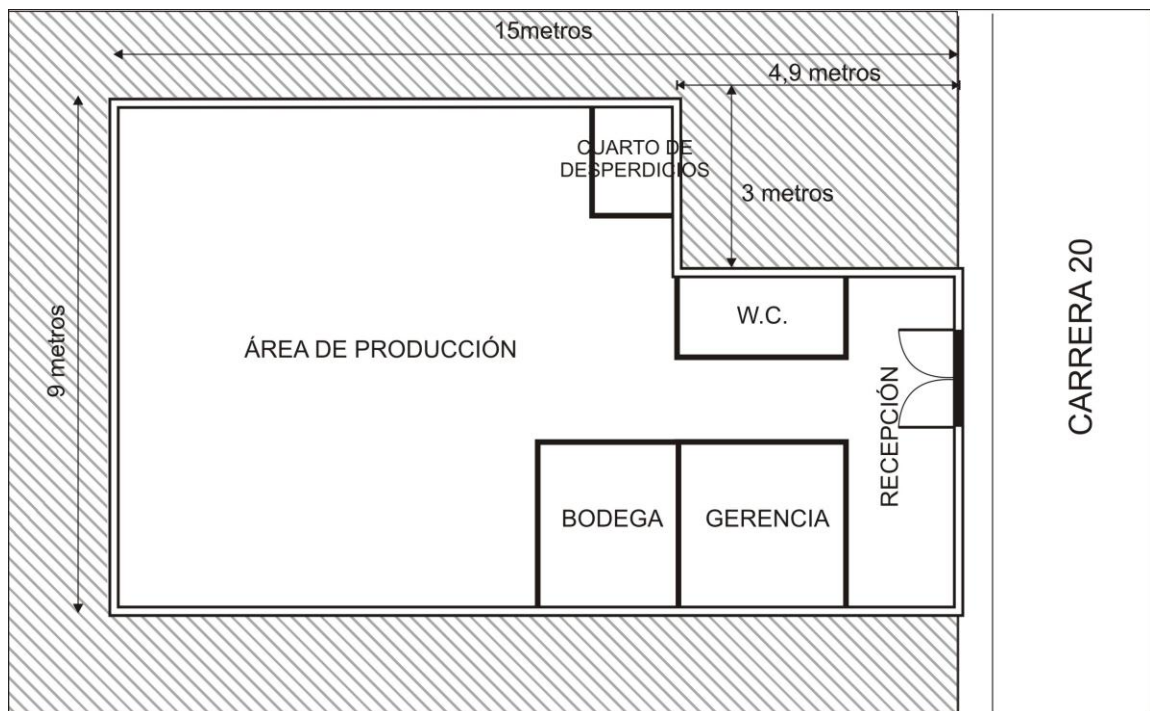 15metros
4,9 metros
CUARTO DE
DESPERDICIOS
3 metros
W.C.
ÁREA DE PRODUCCIÓN
9 metros
RECEPCIÓN
CARRERA 20
BODEGA
GERENCIA